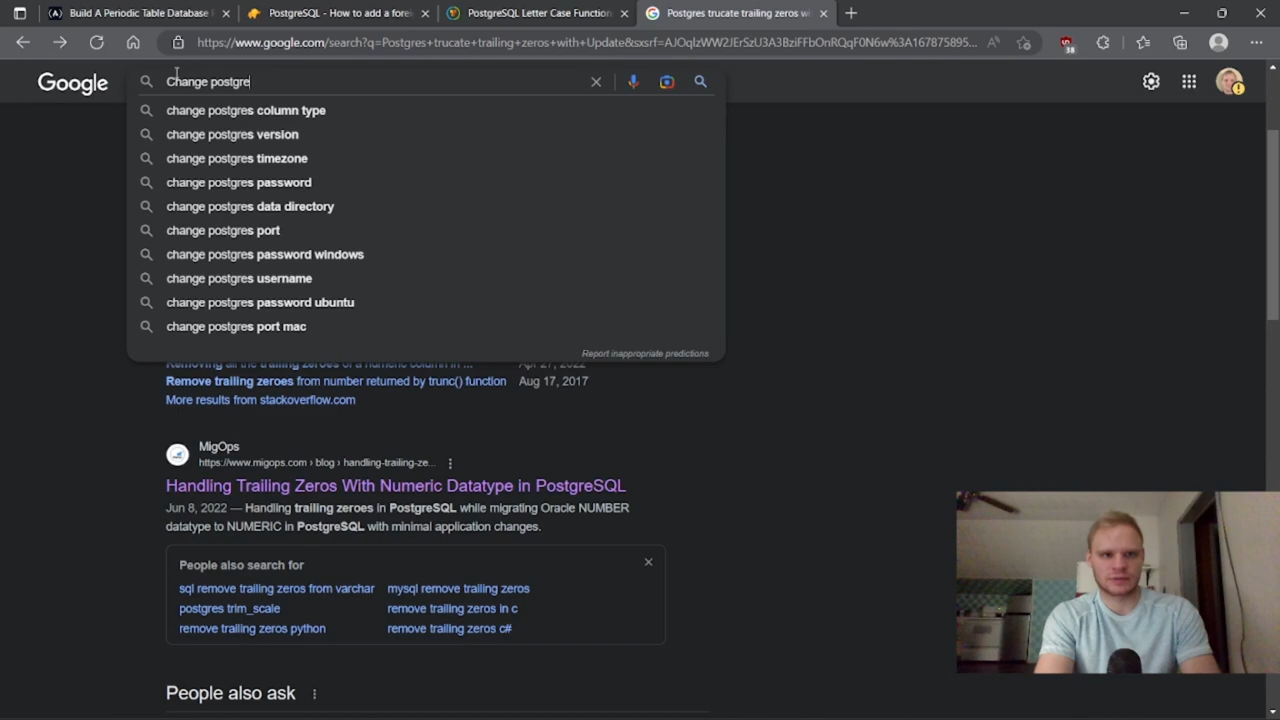 Build A Periodic Table Database
PostgreSQL - How to add a forei
PostgreSQL Letter Case Function
Postgres trucate trailing zeros wi
https://www.google.com/search?q=Postgres+trucate+trailing+zeros+with+Update&sxsrf=AJOqlzWW2JErSzU3A3BziFFbOnRQqF0N6w%3A167875895...
38
Google
Change postgre
change postgres column type
change postgres version
change postgres timezone
change postgres password
change postgres data directory
change postgres port
change postgres password windows
change postgres username
change postgres password ubuntu
change postgres port mac
Report inappropriate predictions
Removing all the trailing zeroes of a numeric column in ... Apr 27, 2022
Remove trailing zeroes from number returned by trunc() function Aug 17, 2017
More results from stackoverflow.com
MigOps
https://www.migops.com › blog › handling-trailing-ze...
Handling Trailing Zeros With Numeric Datatype in PostgreSQL
Jun 8, 2022 — Handling trailing zeroes in PostgreSQL while migrating Oracle NUMBER
datatype to NUMERIC in PostgreSQL with minimal application changes.
People also search for
sql remove trailing zeros from varchar mysql remove trailing zeros
postgres trim_scale remove trailing zeros in c
remove trailing zeros python remove trailing zeros c#
People also ask